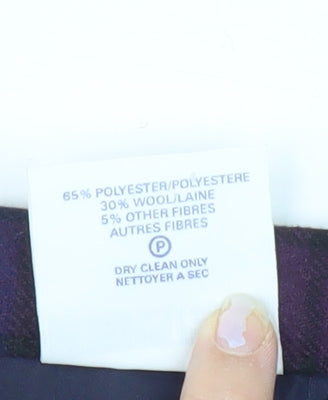 65% POLYESTER/POLYESTERE
30% WOOL/LAINE
5% OTHER FIBRES
AUTRES FIBRES
P
DRY CLEAN ONLY
NETTOYER A SEC